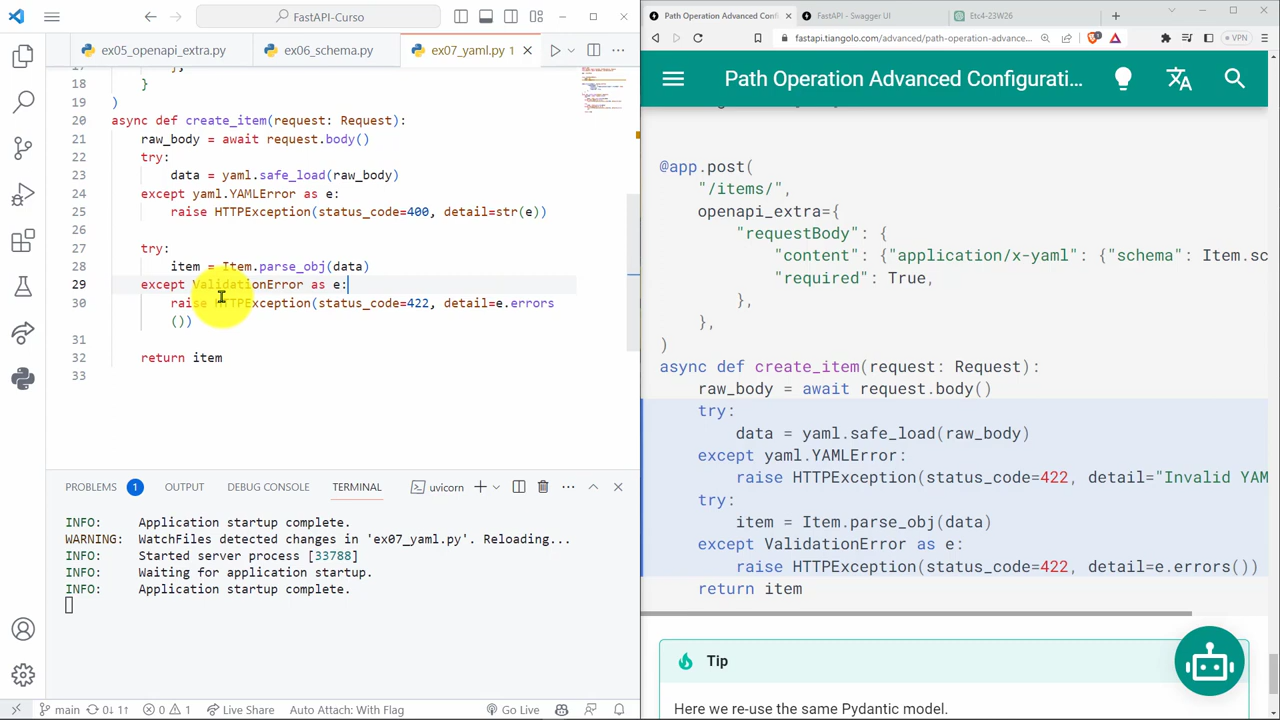 FastAPI-Curso
ex05_openapi_extra.py
ex06_schema.py
ex07_yaml.py 1
18 }
19 )
20 async def create_item(request: Request):
21 raw_body = await request.body()
22 try:
23 data = yaml.safe_load(raw_body)
24 except yaml.YAMLError as e:
25 raise HTTPException(status_code=400, detail=str(e))
26
27 try:
28 item = Item.parse_obj(data)
29 except ValidationError as e:
30 raise HTTPException(status_code=422, detail=e.errors
())
31
32 return item
33
PROBLEMS 1 OUTPUT DEBUG CONSOLE TERMINAL uvicorn
INFO: Application startup complete.
WARNING: WatchFiles detected changes in 'ex07_yaml.py'. Reloading...
INFO: Started server process [33788]
INFO: Waiting for application startup.
INFO: Application startup complete.
main 0↓ 1↑ 0 1 Live Share Auto Attach: With Flag Go Live
Path Operation Advanced Confi
FastAPI - Swagger UI
Etc4-23W26
fastapi.tiangolo.com/advanced/path-operation-advance...
VPN
Path Operation Advanced Configurati...
@app.post(
"/items/",
openapi_extra={
"requestBody": {
"content": {"application/x-yaml": {"schema": Item.sc
"required": True,
},
},
)
async def create_item(request: Request):
raw_body = await request.body()
try:
data = yaml.safe_load(raw_body)
except yaml.YAMLError:
raise HTTPException(status_code=422, detail="Invalid YAM
try:
item = Item.parse_obj(data)
except ValidationError as e:
raise HTTPException(status_code=422, detail=e.errors())
return item
Tip
Here we re-use the same Pydantic model.